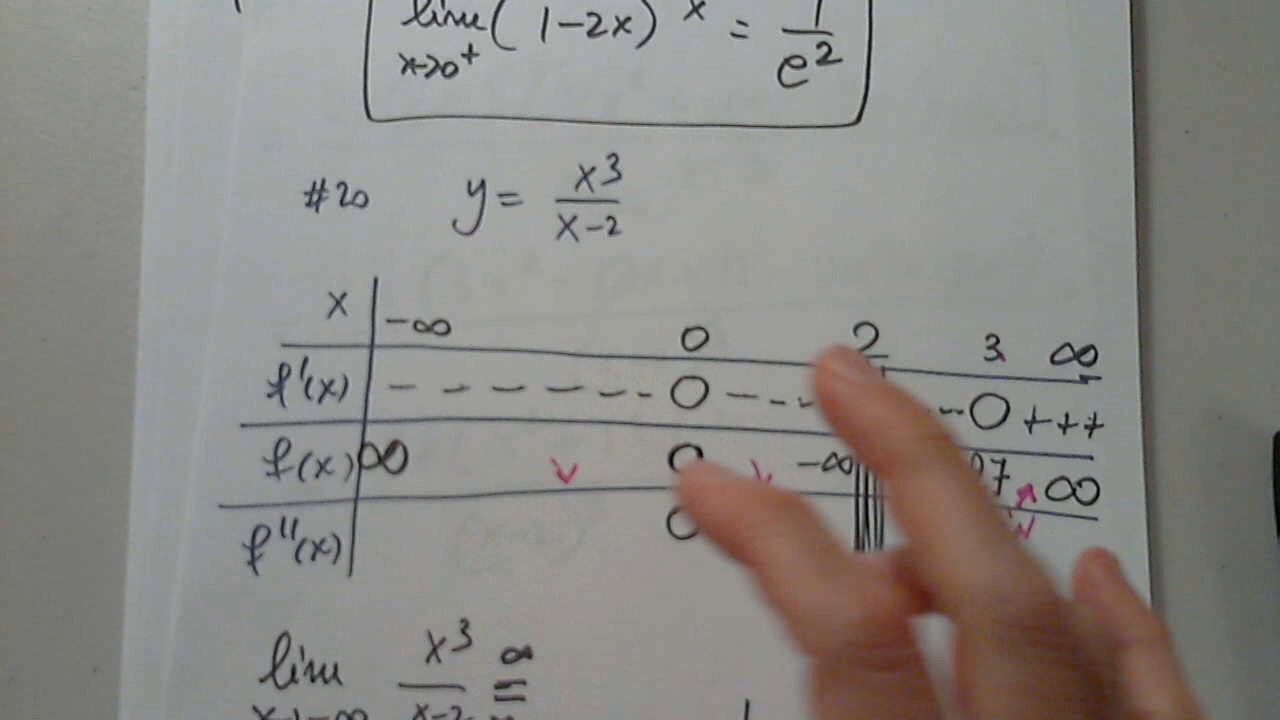 lim ( 1-2x) x = 1/e²
x→0⁺
#20 y = x³/(x-2)
x -∞ 0 2 3 ∞
f'(x) - - - - - - 0 - - - - - 0 + + +
f(x) ∞ 0 -∞ 27 ∞
f''(x) 0
lim x³/(x-2) = ∞
x→-∞